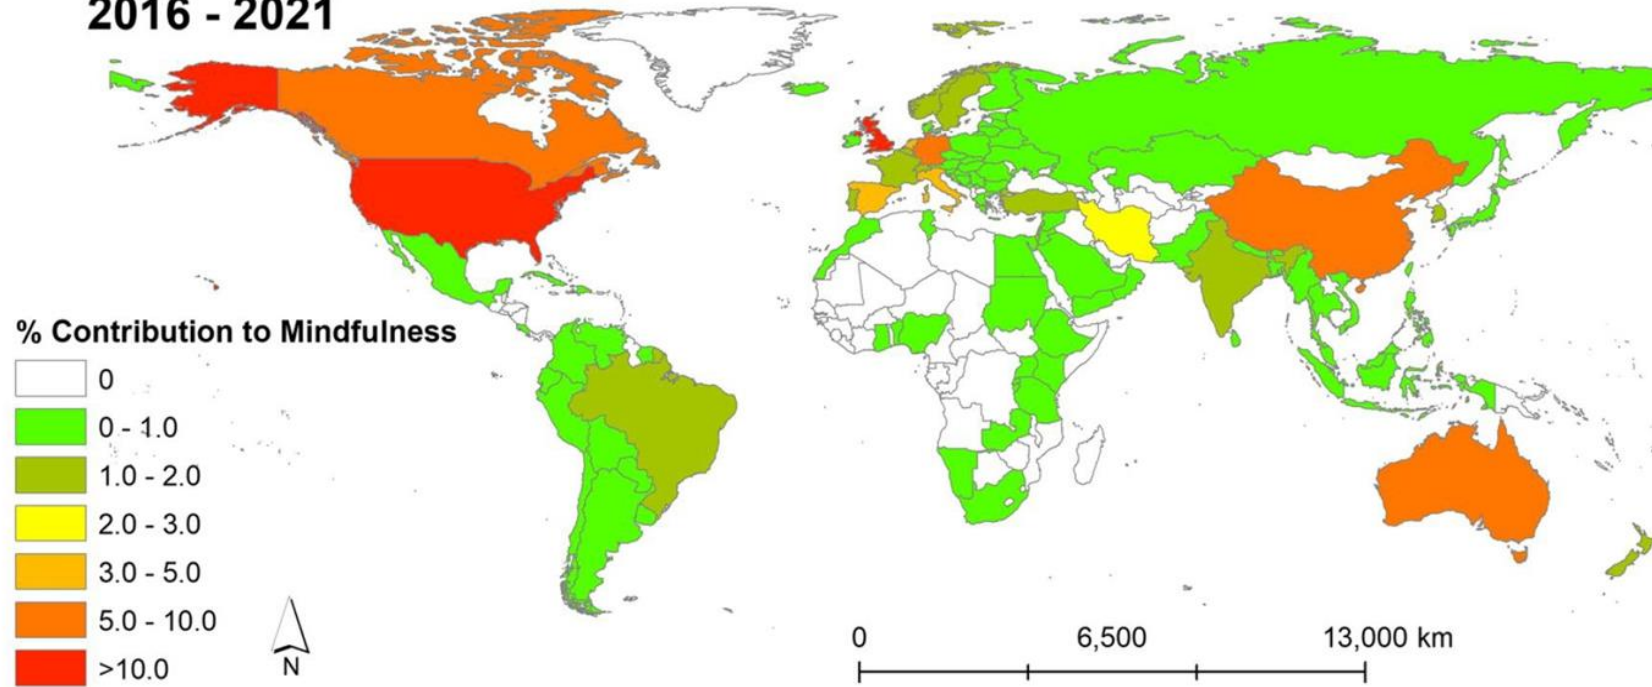 2016 - 2021
% Contribution to Mindfulness
0
0 - 1.0
1.0 - 2.0
2.0 - 3.0
3.0 - 5.0
5.0 - 10.0
>10.0
N
0 6,500 13,000 km